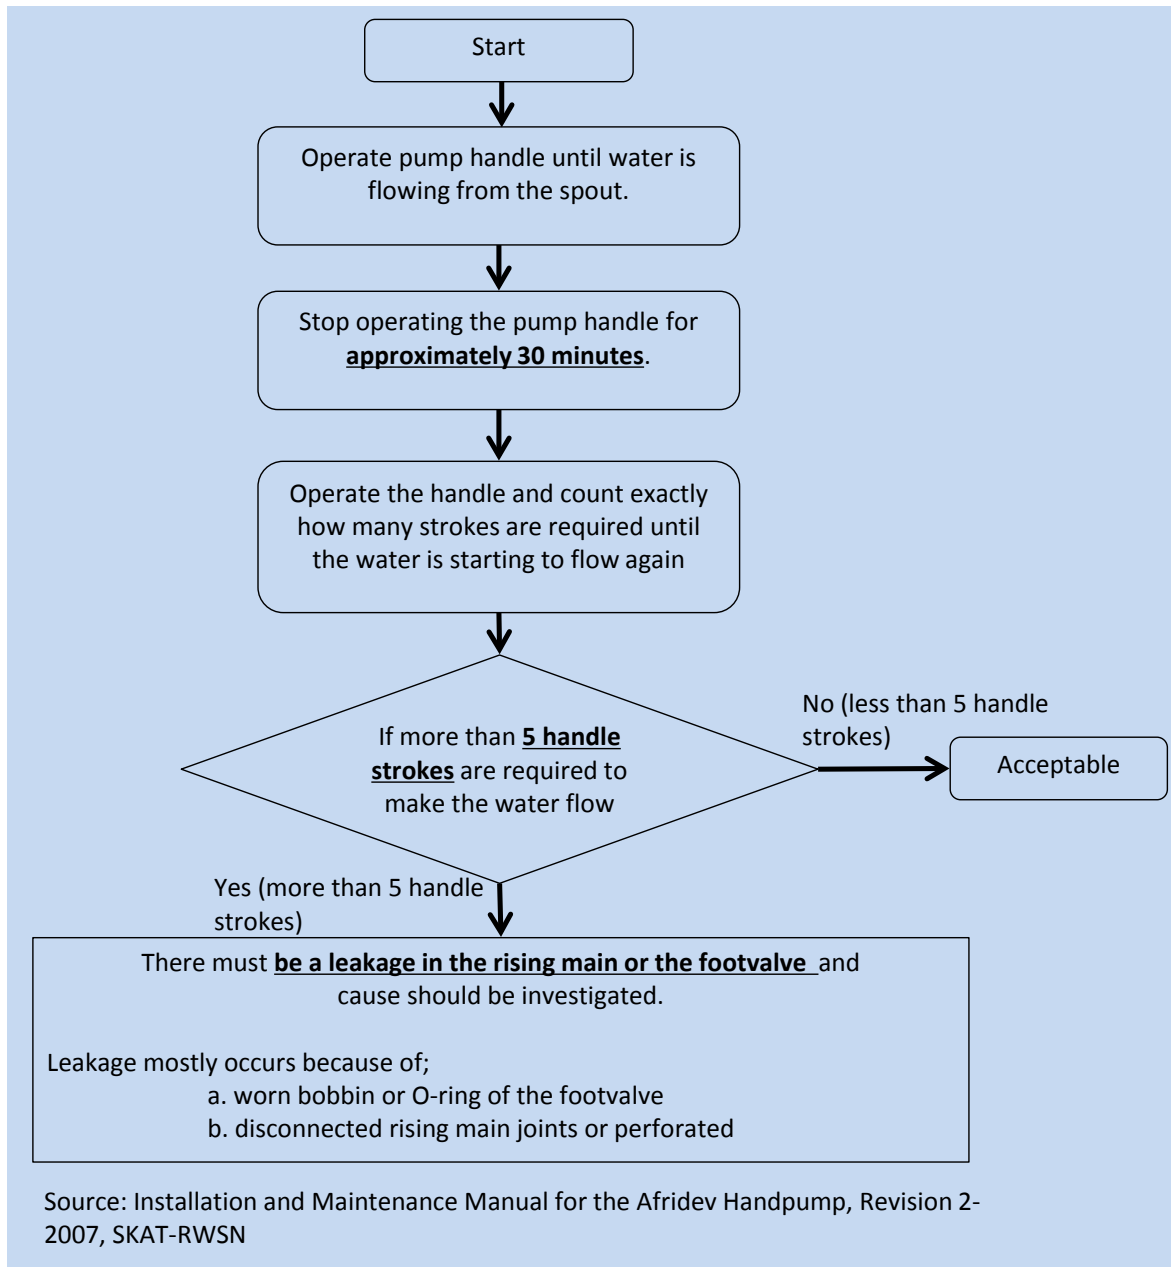 Start
Operate pump handle until water is
flowing from the spout.
Stop operating the pump handle for
approximately 30 minutes.
Operate the handle and count exactly
how many strokes are required until
the water is starting to flow again
If more than 5 handle
strokes are required to
make the water flow
No (less than 5 handle
strokes)
Acceptable
Yes (more than 5 handle
strokes)
There must be a leakage in the rising main or the footvalve and
cause should be investigated.
Leakage mostly occurs because of;
a. worn bobbin or O-ring of the footvalve
b. disconnected rising main joints or perforated
Source: Installation and Maintenance Manual for the Afridev Handpump, Revision 2-
2007, SKAT-RWSN